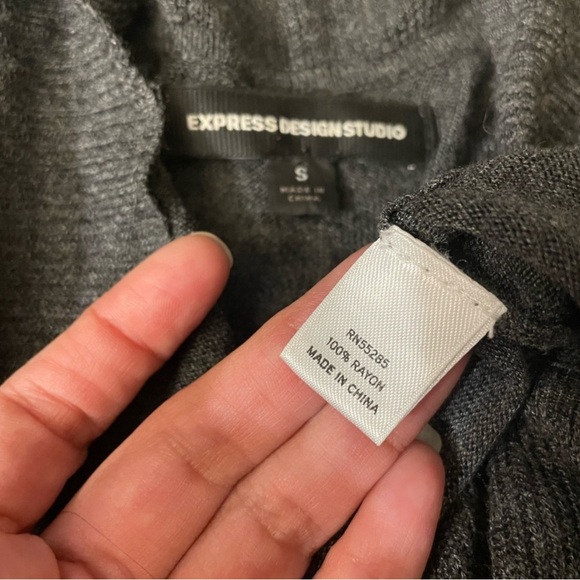 EXPRESS DESIGN STUDIO
S
MADE IN
CHINA
RN55285
100% RAYON
MADE IN CHINA